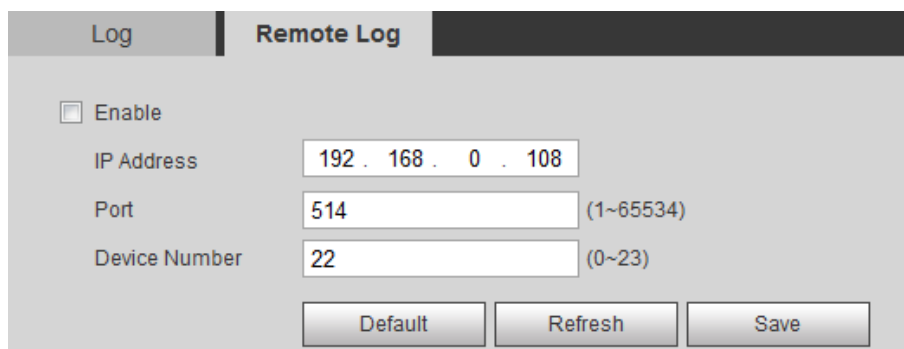 Log Remote Log
Enable
IP Address 192 . 168 . 0 . 108
Port 514 (1~65534)
Device Number 22 (0~23)
Default Refresh Save